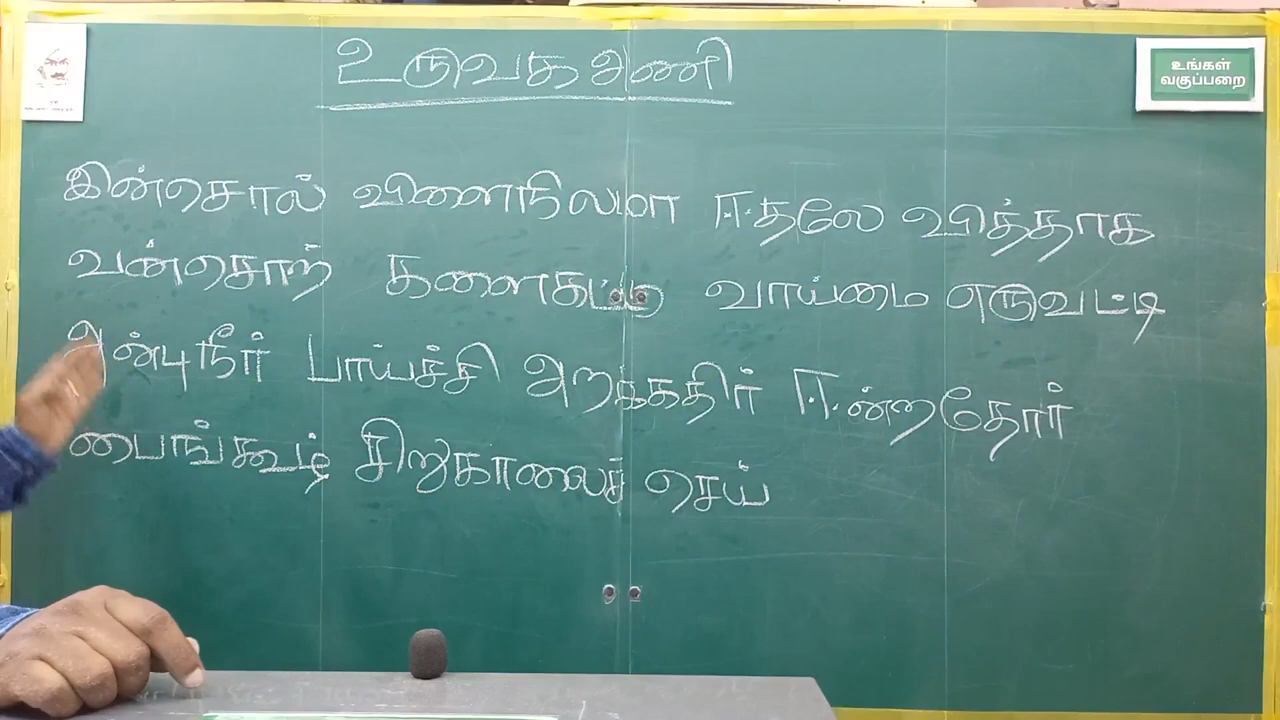 உருவக அணி
உங்கள்
வகுப்பறை
இன்சொல் விளைநிலமா ஈதலே வித்தாக
வன்சொற் களைகட்டு வாய்மை எருவட்டி
அன்புநீர் பாய்ச்சி அறக்கதிர் ஈன்றதோர்
பைங்கூழ் சிறுகாலைச் செய்